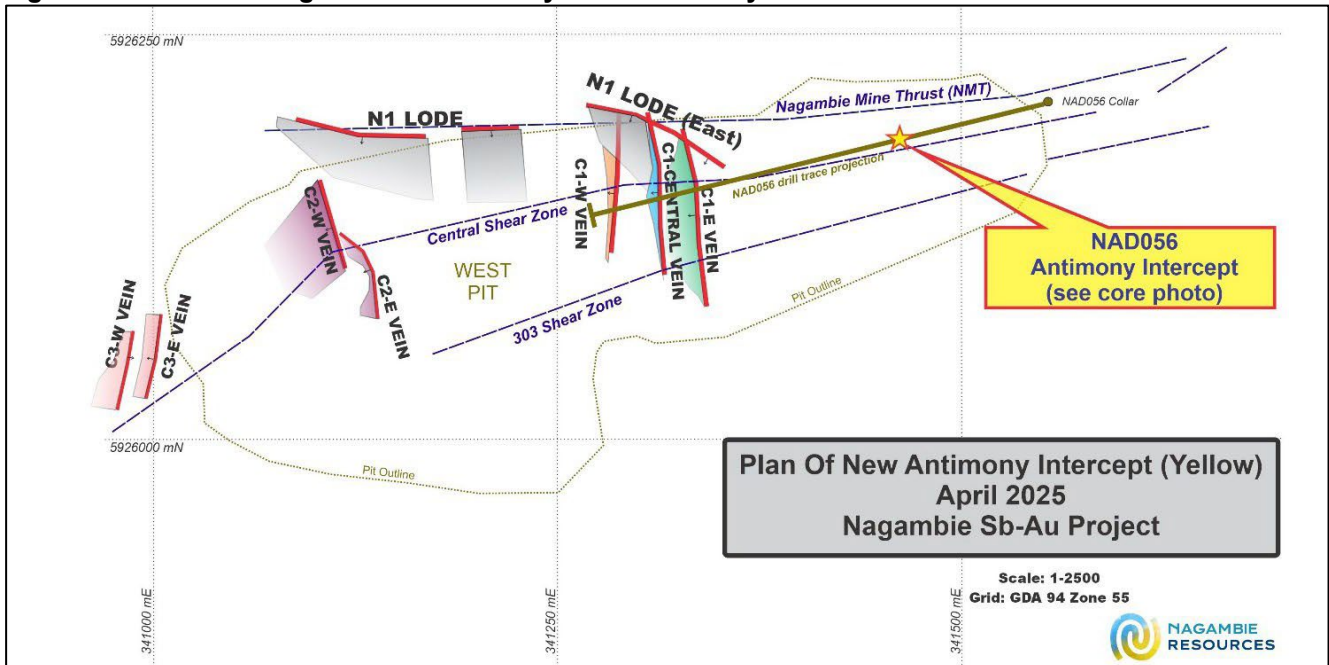 5926250 mN
N1 LODE
N1 LODE (East)
Nagambie Mine Thrust (NMT)
NAD056 Collar
NAD056 drill trace projection
C2-W VEIN
C2-E VEIN
Central Shear Zone
C1-W VEIN
C1-CENTRAL VEIN
C1-E VEIN
WEST
PIT
303 Shear Zone
NAD056
Antimony Intercept
(see core photo)
C3-W VEIN
C3-E VEIN
Pit Outline
5926000 mN
Pit Outline
Plan Of New Antimony Intercept (Yellow)
April 2025
Nagambie Sb-Au Project
Scale: 1-2500
Grid: GDA 94 Zone 55
341000 mE
341250 mE
341500 mE
NAGAMBIE
RESOURCES